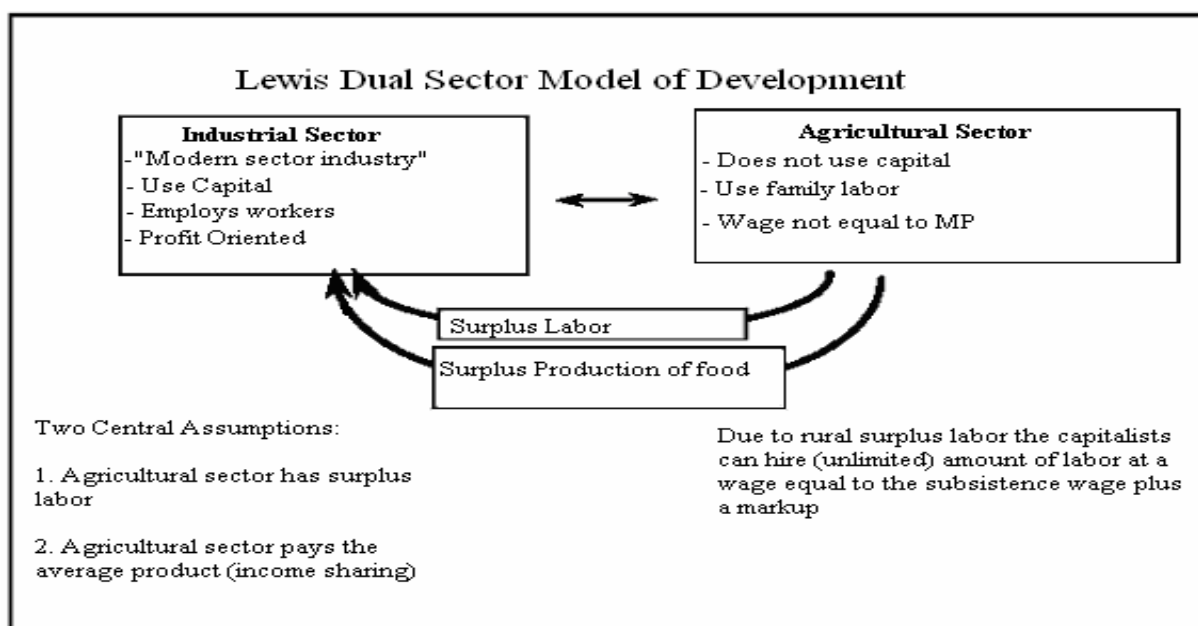 Lewis Dual Sector Model of Development
Industrial Sector
-"Modern sector industry"
- Use Capital
- Employs workers
- Profit Oriented
Agricultural Sector
- Does not use capital
- Use family labor
- Wage not equal to MP
Surplus Labor
Surplus Production of food
Two Central Assumptions:
1. Agricultural sector has surplus
labor
2. Agricultural sector pays the
average product (income sharing)
Due to rural surplus labor the capitalists
can hire (unlimited) amount of labor at a
wage equal to the subsistence wage plus
a markup